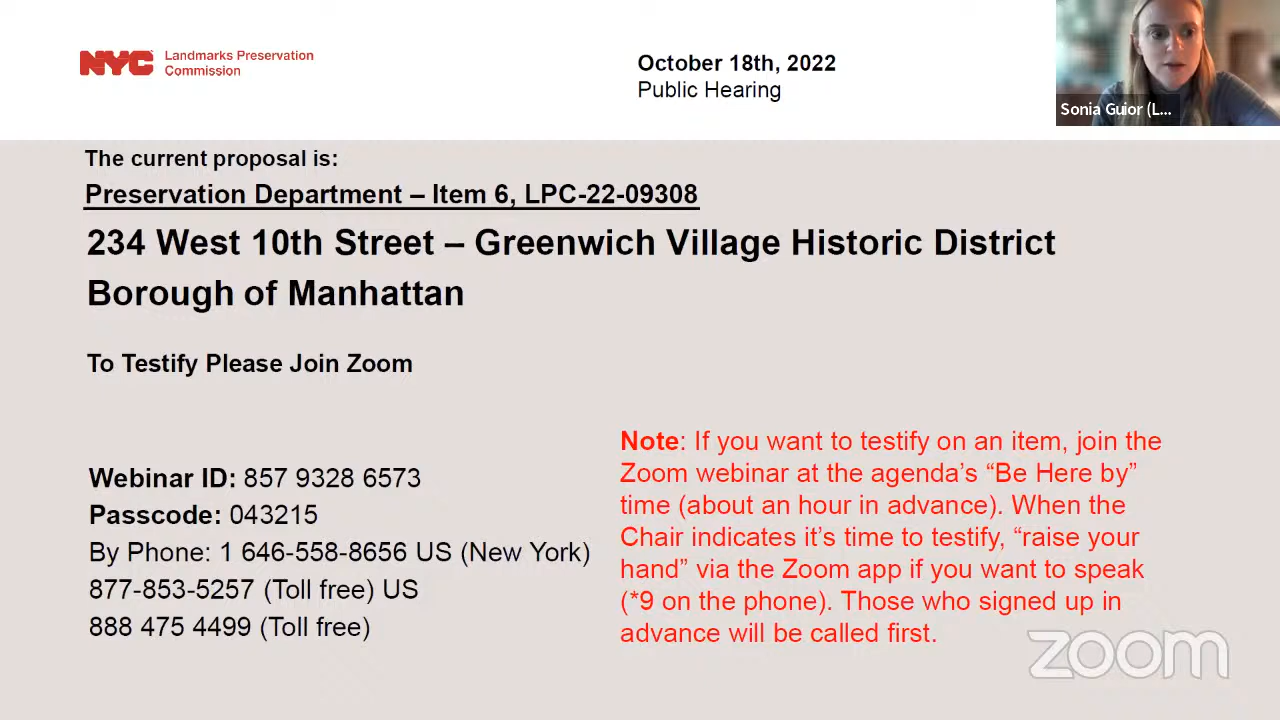 NYC Landmarks Preservation
Commission
October 18th, 2022
Public Hearing
Sonia Guior (L...
The current proposal is:
Preservation Department – Item 6, LPC-22-09308
234 West 10th Street – Greenwich Village Historic District
Borough of Manhattan
To Testify Please Join Zoom
Webinar ID: 857 9328 6573
Passcode: 043215
By Phone: 1 646-558-8656 US (New York)
877-853-5257 (Toll free) US
888 475 4499 (Toll free)
Note: If you want to testify on an item, join the
Zoom webinar at the agenda’s “Be Here by”
time (about an hour in advance). When the
Chair indicates it’s time to testify, “raise your
hand” via the Zoom app if you want to speak
(*9 on the phone). Those who signed up in
advance will be called first.
zoom